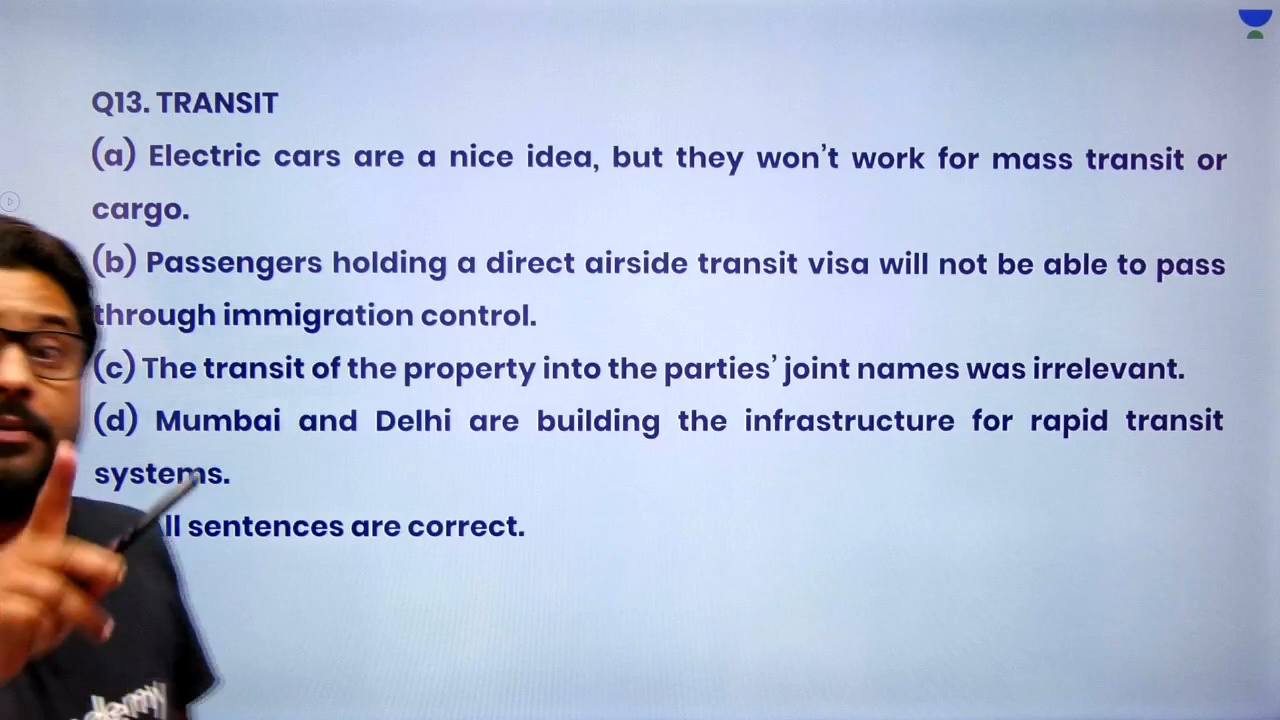 Q13. TRANSIT
(a) Electric cars are a nice idea, but they won't work for mass transit or
cargo.
(b) Passengers holding a direct airside transit visa will not be able to pass
through immigration control.
(c) The transit of the property into the parties' joint names was irrelevant.
(d) Mumbai and Delhi are building the infrastructure for rapid transit
systems.
sentences are correct.